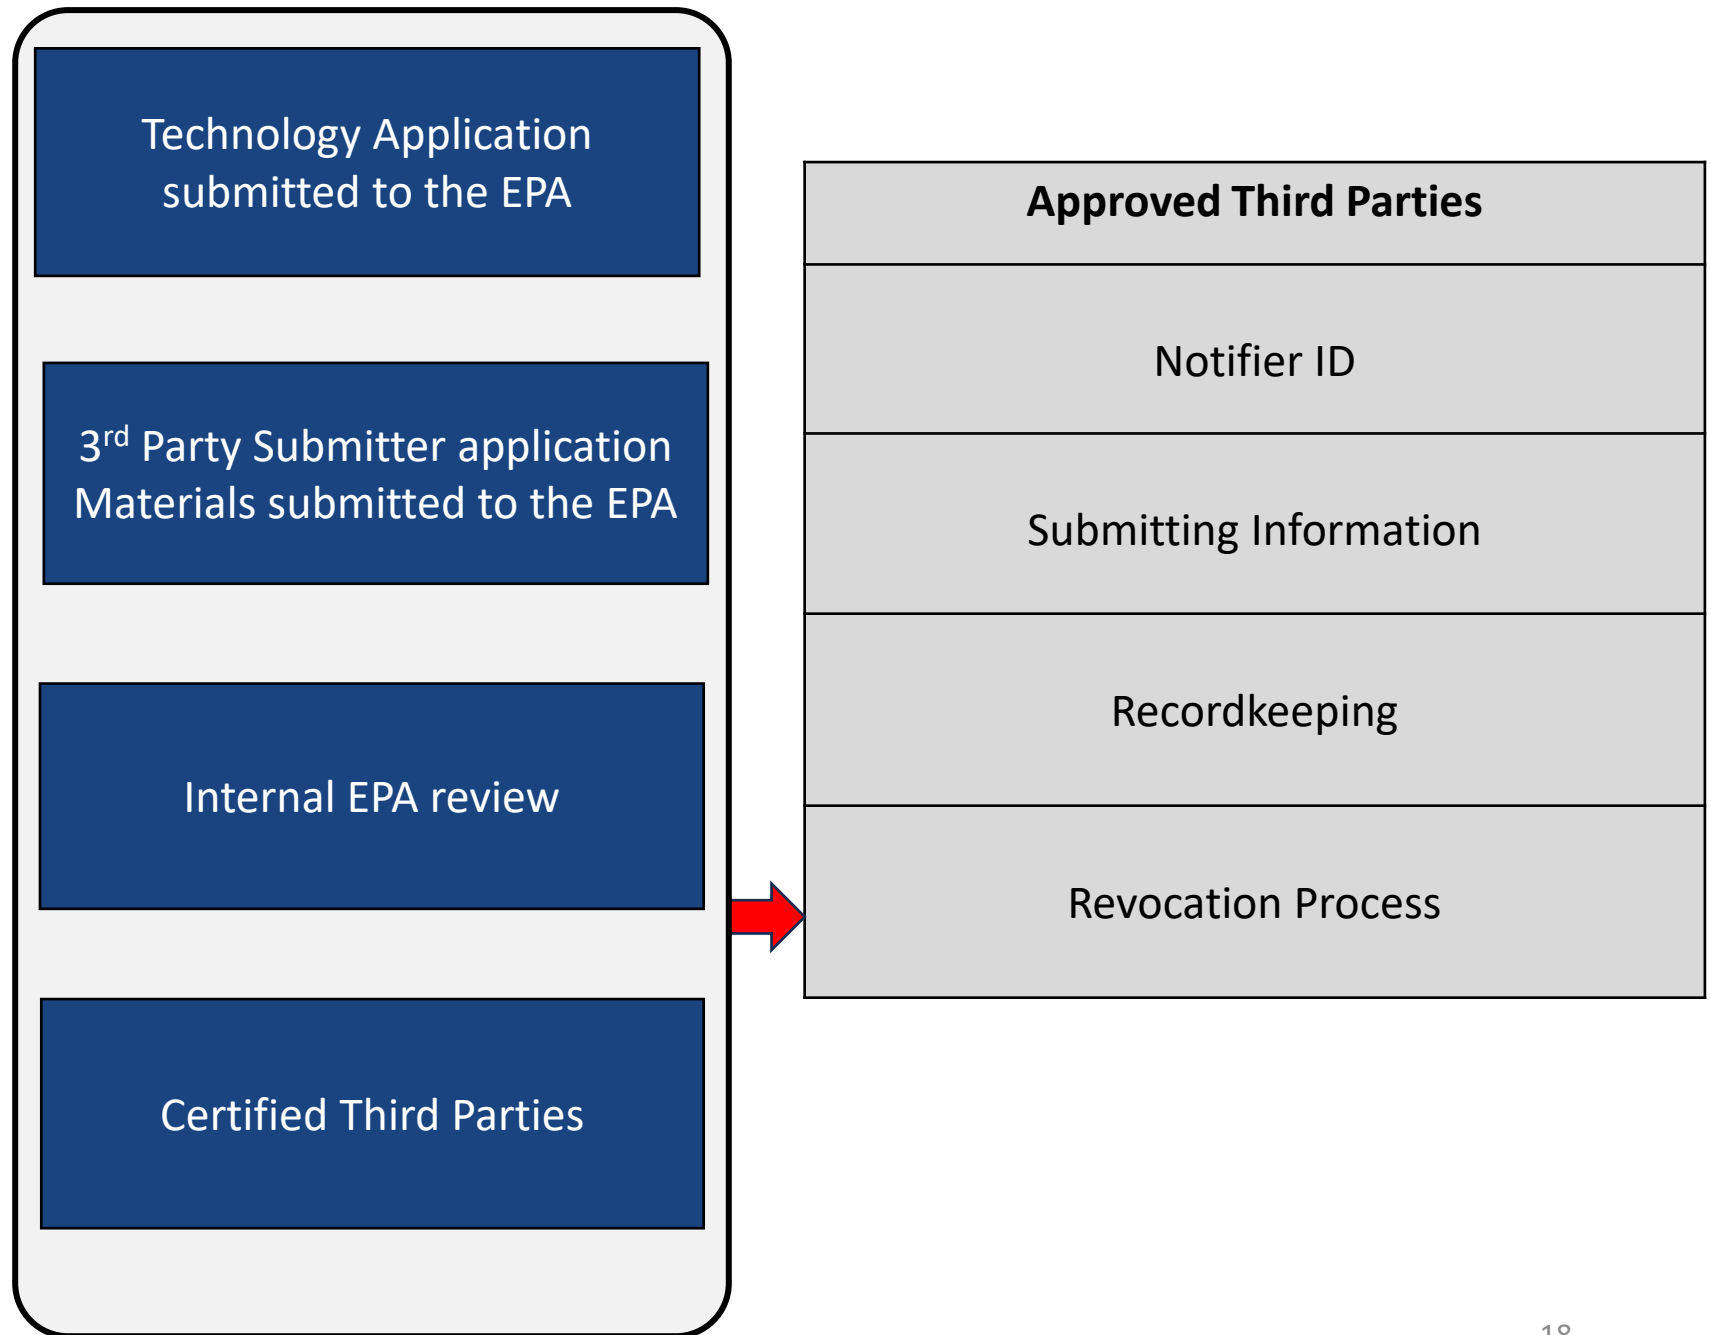 Technology Application
submitted to the EPA
3rd Party Submitter application
Materials submitted to the EPA
Internal EPA review
Certified Third Parties
Approved Third Parties
Notifier ID
Submitting Information
Recordkeeping
Revocation Process
18